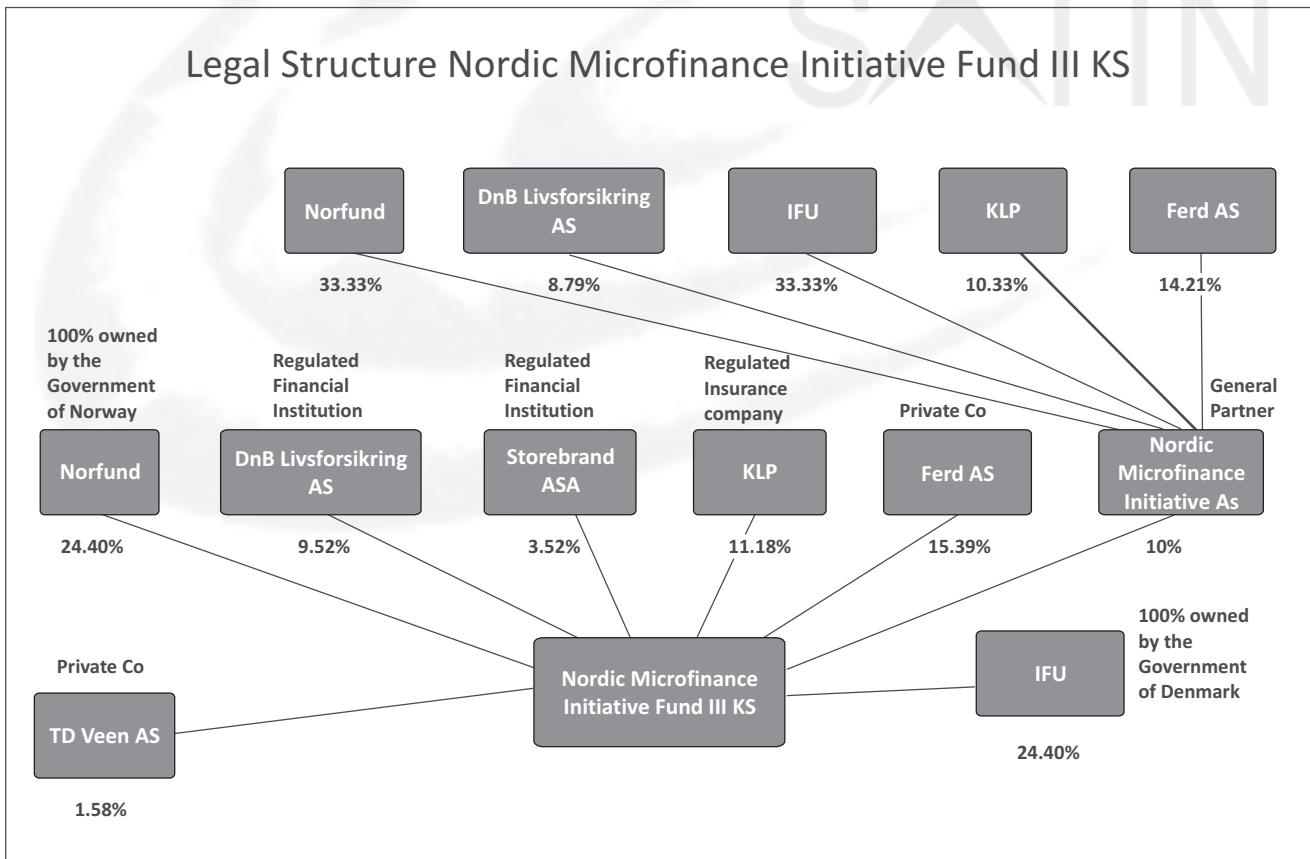 SATIN
Legal Structure Nordic Microfinance Initiative Fund III KS
Norfund
DnB Livsforsikring
AS
IFU
KLP
Ferd AS
33.33%
8.79%
33.33%
10.33%
14.21%
100% owned
by the
Government
of Norway
Regulated
Financial
Institution
Regulated
Financial
Institution
Regulated
Insurance
company
Private Co
General
Partner
Norfund
DnB Livsforsikring
AS
Storebrand
ASA
KLP
Ferd AS
Nordic
Microfinance
Initiative As
24.40%
9.52%
3.52%
11.18%
15.39%
10%
Private Co
TD Veen AS
1.58%
Nordic Microfinance
Initiative Fund III KS
IFU
100% owned
by the
Government
of Denmark
24.40%